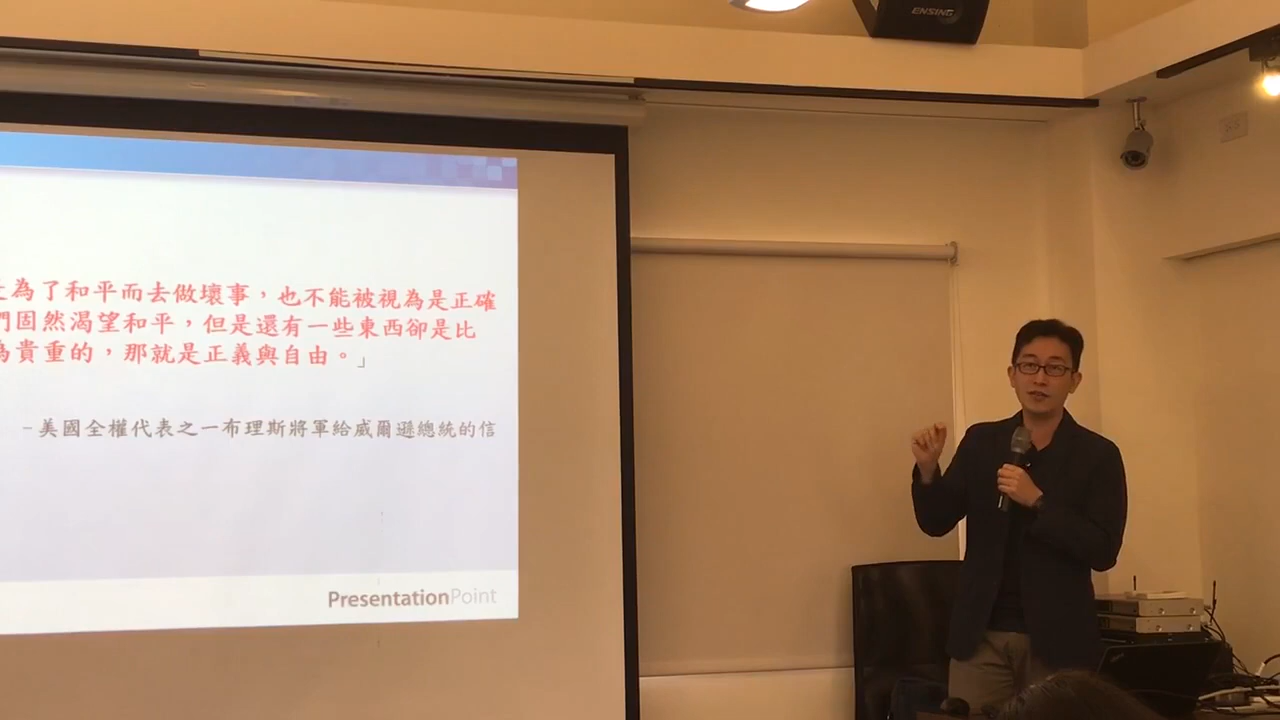 ENSING
為了和平而去做壞事，也不能被視為是正確
們固然渴望和平，但是還有一些東西卻是比
為貴重的，那就是正義與自由。」
–美國全權代表之一布理斯將軍給威爾遜總統的信
PresentationPoint